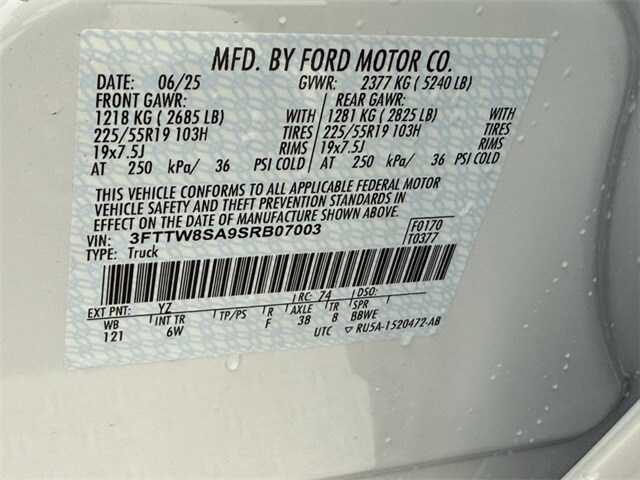 MFD. BY FORD MOTOR CO.
DATE: 06/25 GVWR: 2377 KG ( 5240 LB)
FRONT GAWR: REAR GAWR:
1218 KG ( 2685 LB) WITH 1281 KG ( 2825 LB) WITH
225/55R19 103H TIRES 225/55R19 103H TIRES
19x7.5J RIMS 19x7.5J RIMS
AT 250 kPa/ 36 PSI COLD AT 250 kPa/ 36 PSI COLD
THIS VEHICLE CONFORMS TO ALL APPLICABLE FEDERAL MOTOR
VEHICLE SAFETY AND THEFT PREVENTION STANDARDS IN
EFFECT ON THE DATE OF MANUFACTURE SHOWN ABOVE.
VIN: 3FTTW8SA9SRB07003 F0170
TYPE: Truck T0377
EXT PNT: YZ RC: 74 DSO:
WB INT TR TP/PS R AXLE TR SPR
121 6W F 38 8 BBWE
UTC ▽ RU5A-1520472-AB